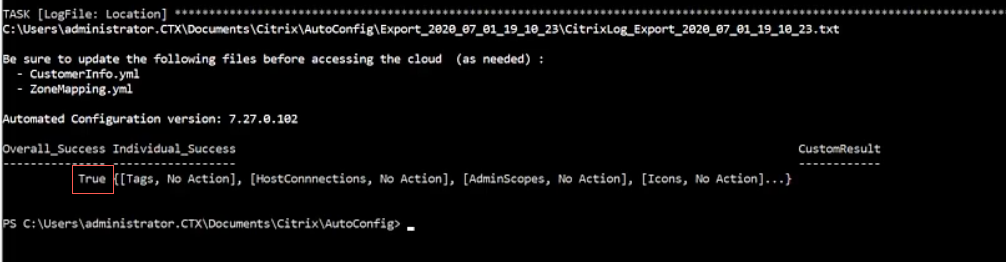 TASK [LogFile: Location] ********************************************************************************************************************************
C:\Users\administrator.CTX\Documents\Citrix\AutoConfig\Export_2020_07_01_19_10_23\CitrixLog_Export_2020_07_01_19_10_23.txt
Be sure to update the following files before accessing the cloud  (as needed) :
- CustomerInfo.yml
- ZoneMapping.yml
Automated Configuration version: 7.27.0.102
Overall_Success Individual_Success CustomResult
--------------- ------------------ ------------
True {[Tags, No Action], [HostConnnections, No Action], [AdminScopes, No Action], [Icons, No Action]...}
PS C:\Users\administrator.CTX\Documents\Citrix\AutoConfig> _